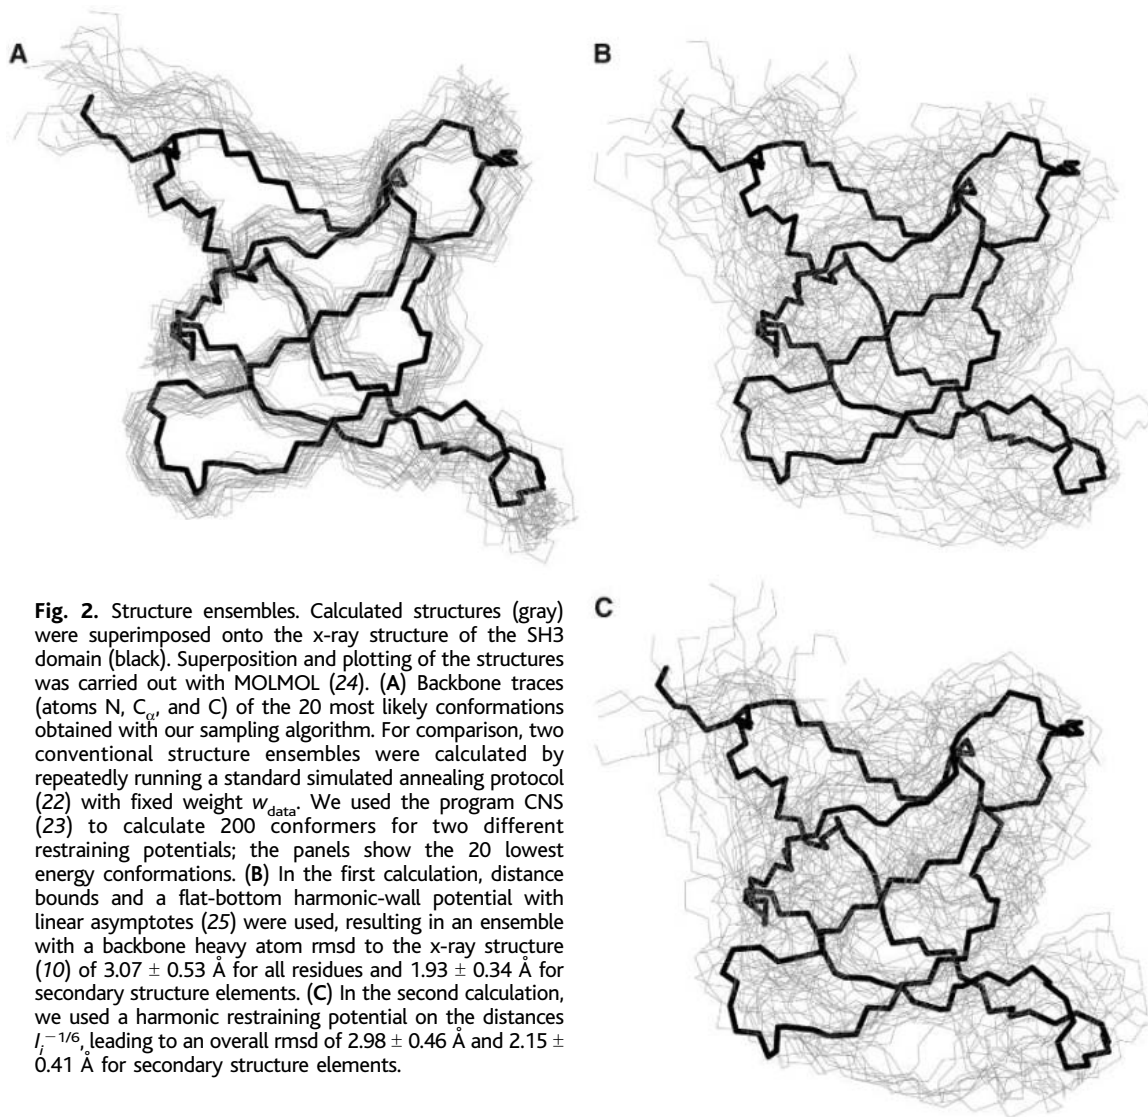 A
B
Fig. 2. Structure ensembles. Calculated structures (gray)
were superimposed onto the x-ray structure of the SH3
domain (black). Superposition and plotting of the structures
was carried out with MOLMOL (24). (A) Backbone traces
(atoms N, Cα, and C) of the 20 most likely conformations
obtained with our sampling algorithm. For comparison, two
conventional structure ensembles were calculated by
repeatedly running a standard simulated annealing protocol
(22) with fixed weight wdata. We used the program CNS
(23) to calculate 200 conformers for two different
restraining potentials; the panels show the 20 lowest
energy conformations. (B) In the first calculation, distance
bounds and a flat-bottom harmonic-wall potential with
linear asymptotes (25) were used, resulting in an ensemble
with a backbone heavy atom rmsd to the x-ray structure
(10) of 3.07 ± 0.53 Å for all residues and 1.93 ± 0.34 Å for
secondary structure elements. (C) In the second calculation,
we used a harmonic restraining potential on the distances
Ii−1/6, leading to an overall rmsd of 2.98 ± 0.46 Å and 2.15 ±
0.41 Å for secondary structure elements.
C